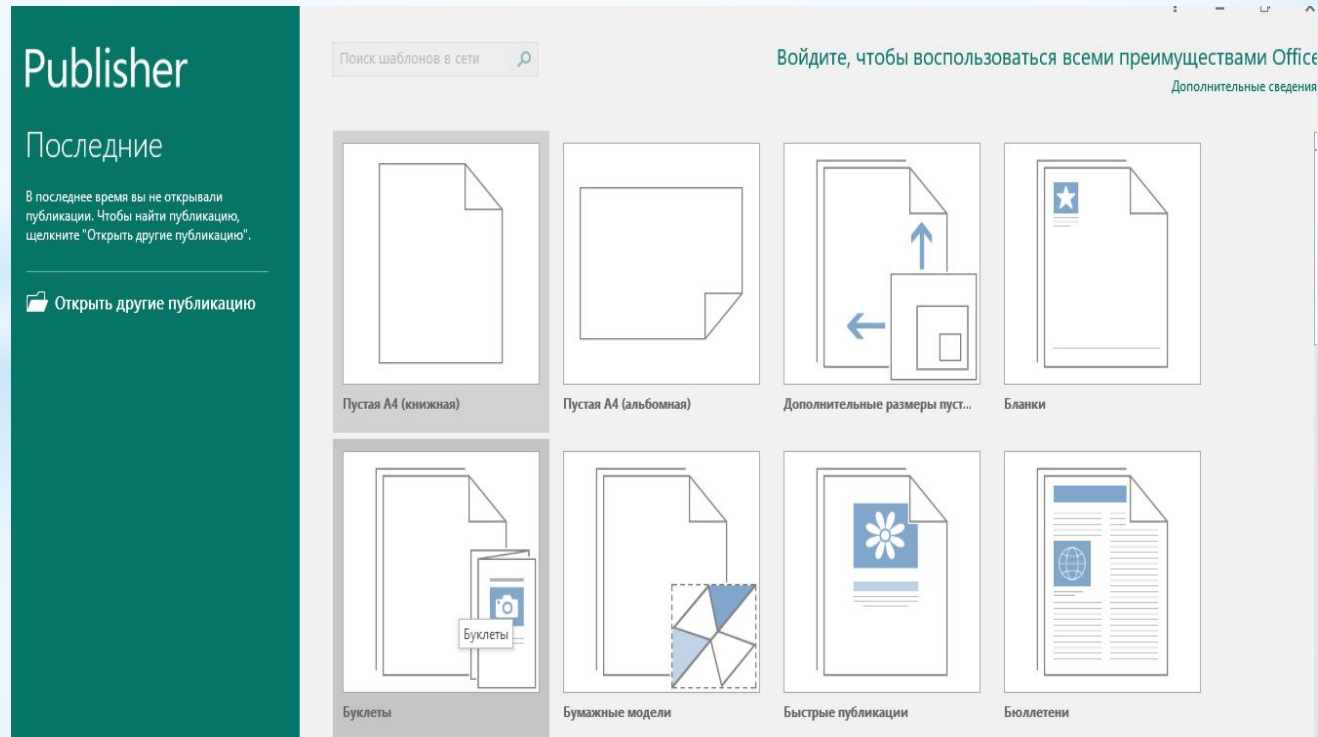 Publisher
Поиск шаблонов в сети
Войдите, чтобы воспользоваться всеми преимуществами Office
Дополнительные сведения
Последние
В последнее время вы не открывали
публикации. Чтобы найти публикацию,
щелкните "Открыть другие публикацию".
Открыть другие публикацию
Пустая A4 (книжная)
Пустая A4 (альбомная)
Дополнительные размеры пуст...
Бланки
Буклеты
Буклеты
Бумажные модели
Быстрые публикации
Бюллетени